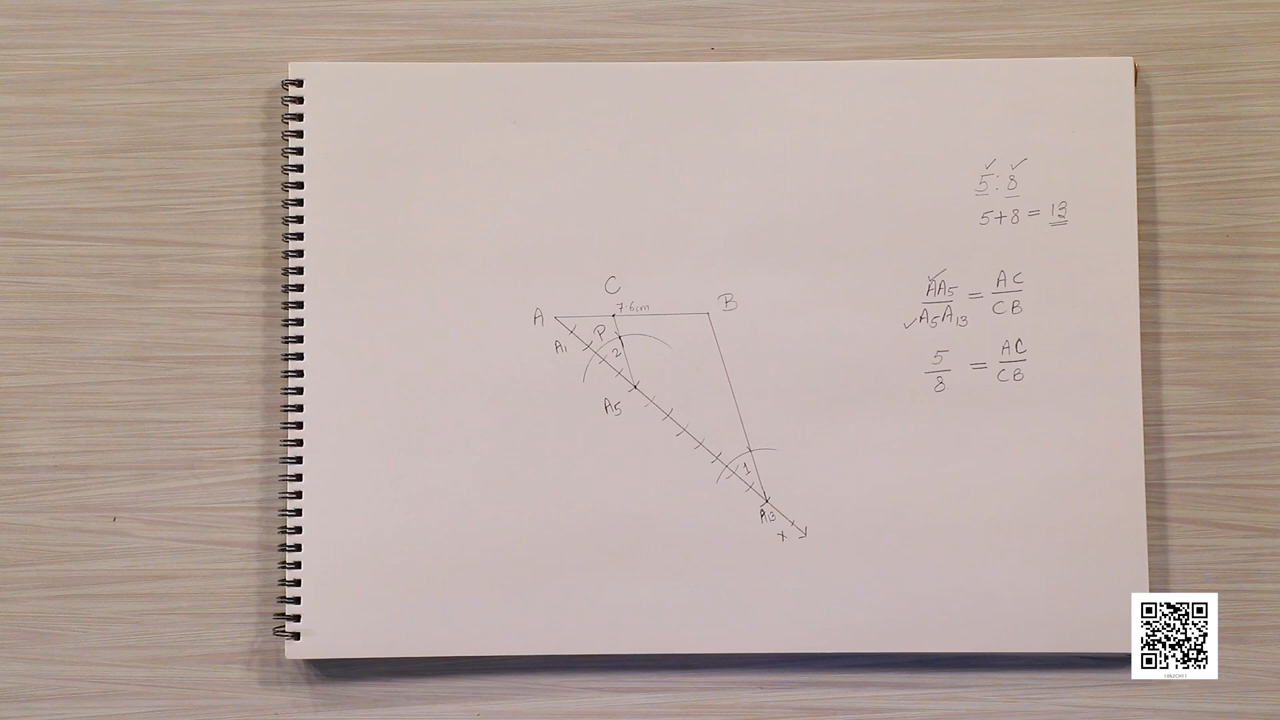 5:8
5+8 = 13
AA5/A5A13 = AC/CB
5/8 = AC/CB
C
7.6cm
A
B
A1
P
2
A5
1
A13
X